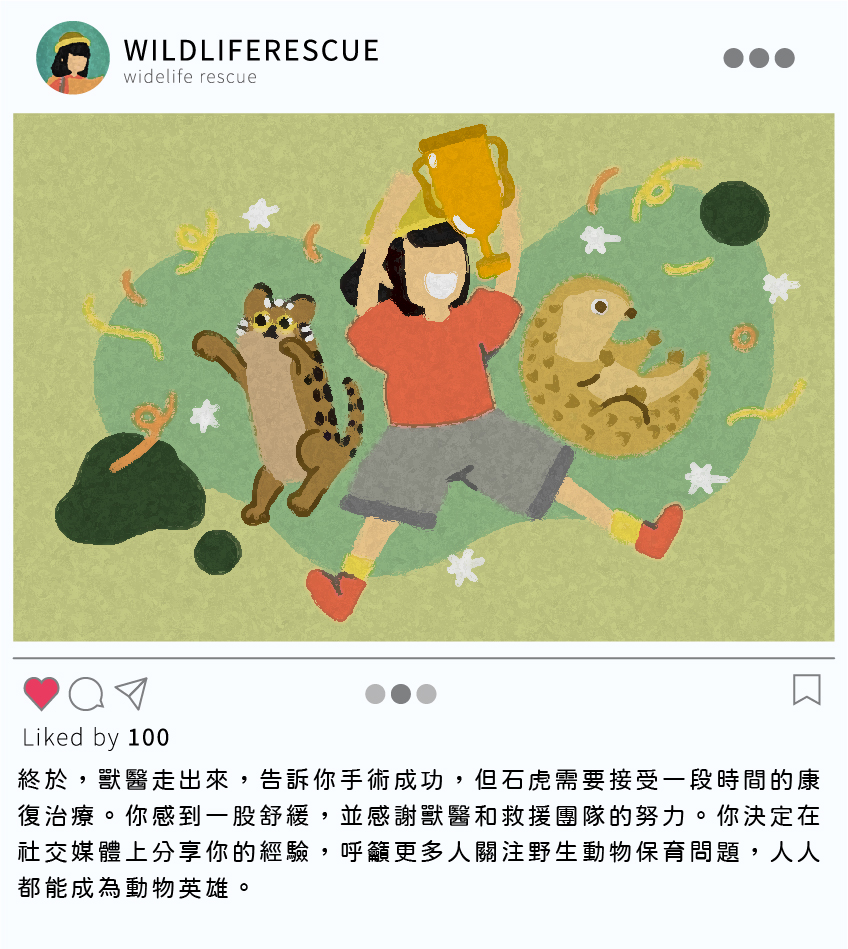 WILDLIFERESCUE
widelife rescue
Liked by 100
終於，獸醫走出來，告訴你手術成功，但石虎需要接受一段時間的康
復治療。你感到一股舒緩，並感謝獸醫和救援團隊的努力。你決定在
社交媒體上分享你的經驗，呼籲更多人關注野生動物保育問題，人人
都能成為動物英雄。